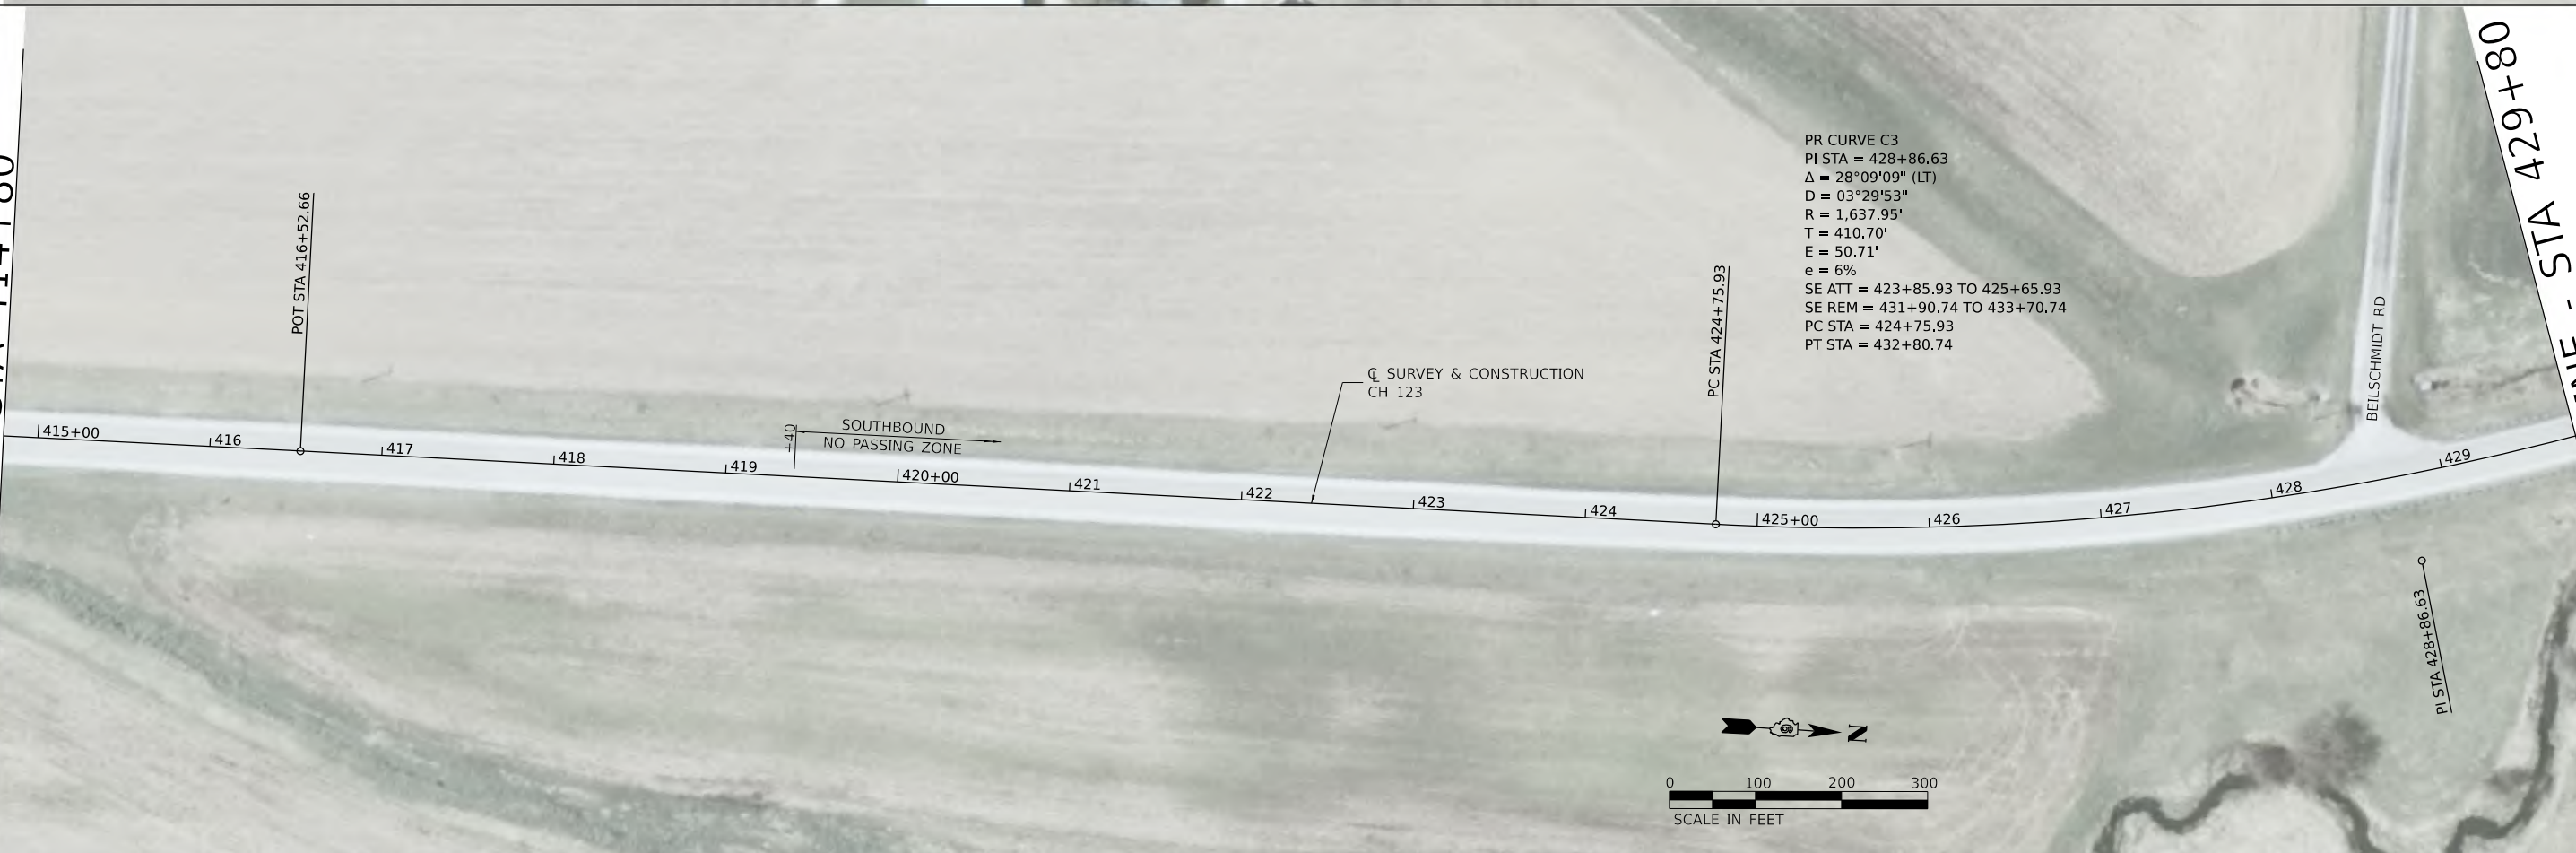 POT STA 416+52.66
415+00
416
417
418
419
420+00
421
422
423
424
425+00
426
427
428
429
+40
SOUTHBOUND
NO PASSING ZONE
℄ SURVEY & CONSTRUCTION
CH 123
PC STA 424+75.93
PR CURVE C3
PI STA = 428+86.63
Δ = 28°09'09" (LT)
D = 03°29'53"
R = 1,637.95'
T = 410.70'
E = 50.71'
e = 6%
SE ATT = 423+85.93 TO 425+65.93
SE REM = 431+90.74 TO 433+70.74
PC STA = 424+75.93
PT STA = 432+80.74
BEILSCHMIDT RD
- STA 429+80
PI STA 428+86.63
N
0 100 200 300
SCALE IN FEET